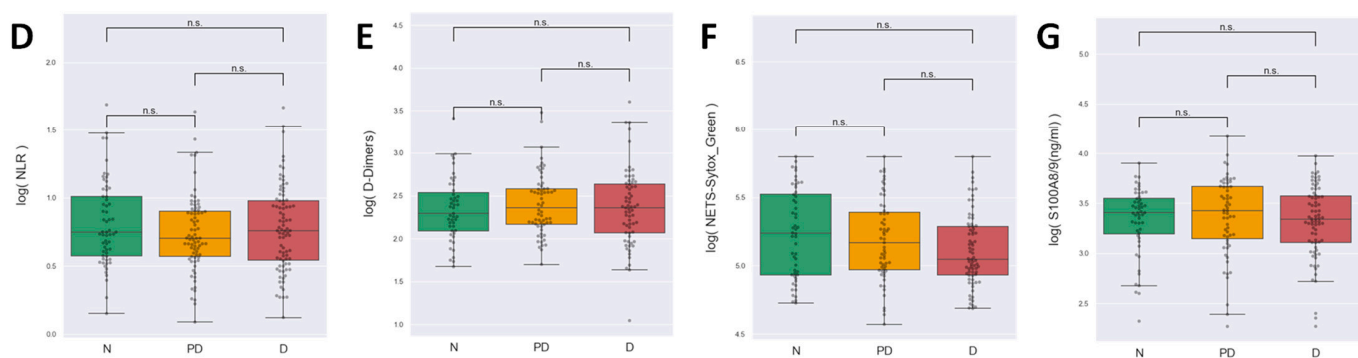 D
log( NLR )
2.0
1.5
1.0
0.5
0.0
n.s.
n.s.
n.s.
N PD D
E
log( D-Dimers)
4.5
4.0
3.5
3.0
2.5
2.0
1.5
1.0
n.s.
n.s.
n.s.
N PD D
F
log( NETS-Sytox_Green )
6.5
6.0
5.5
5.0
4.5
n.s.
n.s.
n.s.
N PD D
G
log( S100A8/9(ng/ml) )
5.0
4.5
4.0
3.5
3.0
2.5
n.s.
n.s.
n.s.
N PD D